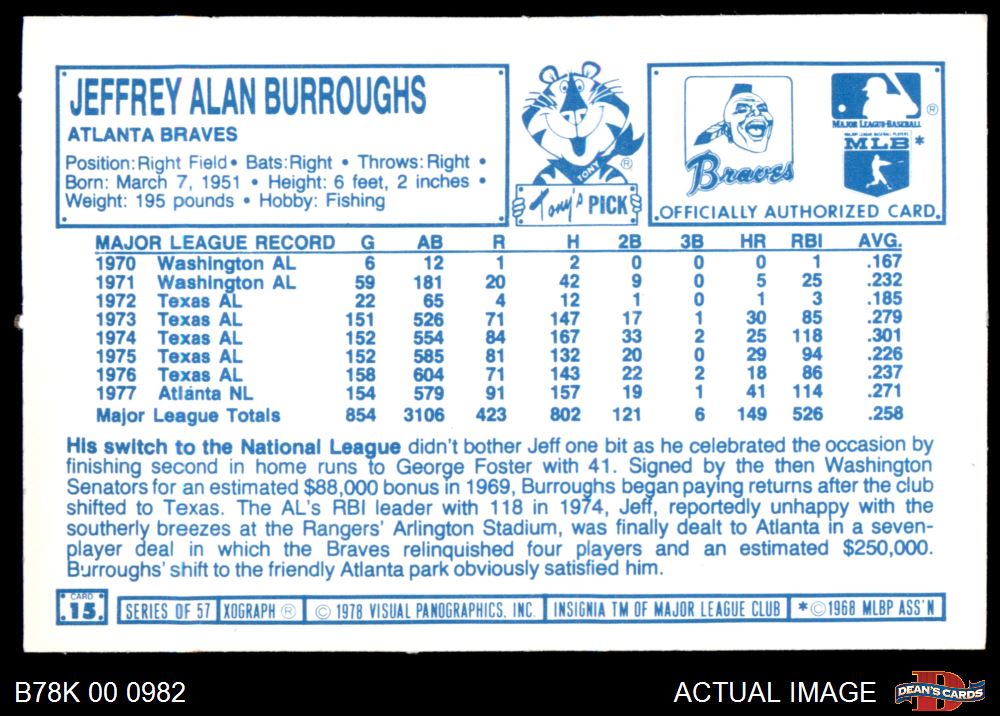 JEFFREY ALAN BURROUGHS
ATLANTA BRAVES
Position: Right Field • Bats: Right • Throws: Right •
Born: March 7, 1951 • Height: 6 feet, 2 inches •
Weight: 195 pounds • Hobby: Fishing
TONY
®
Tony's PICK
Braves
®
MAJOR LEAGUE BASEBALL
MAJOR LEAGUE BASEBALL PLAYERS
MLB *
OFFICIALLY AUTHORIZED CARD.
MAJOR LEAGUE RECORD G AB R H 2B 3B HR RBI AVG.
1970 Washington AL 6 12 1 2 0 0 0 1 .167
1971 Washington AL 59 181 20 42 9 0 5 25 .232
1972 Texas AL 22 65 4 12 1 0 1 3 .185
1973 Texas AL 151 526 71 147 17 1 30 85 .279
1974 Texas AL 152 554 84 167 33 2 25 118 .301
1975 Texas AL 152 585 81 132 20 0 29 94 .226
1976 Texas AL 158 604 71 143 22 2 18 86 .237
1977 Atlanta NL 154 579 91 157 19 1 41 114 .271
Major League Totals 854 3106 423 802 121 6 149 526 .258
His switch to the National League didn't bother Jeff one bit as he celebrated the occasion by
finishing second in home runs to George Foster with 41. Signed by the then Washington
Senators for an estimated $88,000 bonus in 1969, Burroughs began paying returns after the club
shifted to Texas. The AL's RBI leader with 118 in 1974, Jeff, reportedly unhappy with the
southerly breezes at the Rangers' Arlington Stadium, was finally dealt to Atlanta in a seven-
player deal in which the Braves relinquished four players and an estimated $250,000.
Burroughs' shift to the friendly Atlanta park obviously satisfied him.
CARD
15
SERIES OF 57 XOGRAPH ® © 1978 VISUAL PANOGRAPHICS, INC. INSIGNIA TM OF MAJOR LEAGUE CLUB * © 1968 MLBP ASS'N
B78K 00 0982
ACTUAL IMAGE
D
DEAN'S CARDS